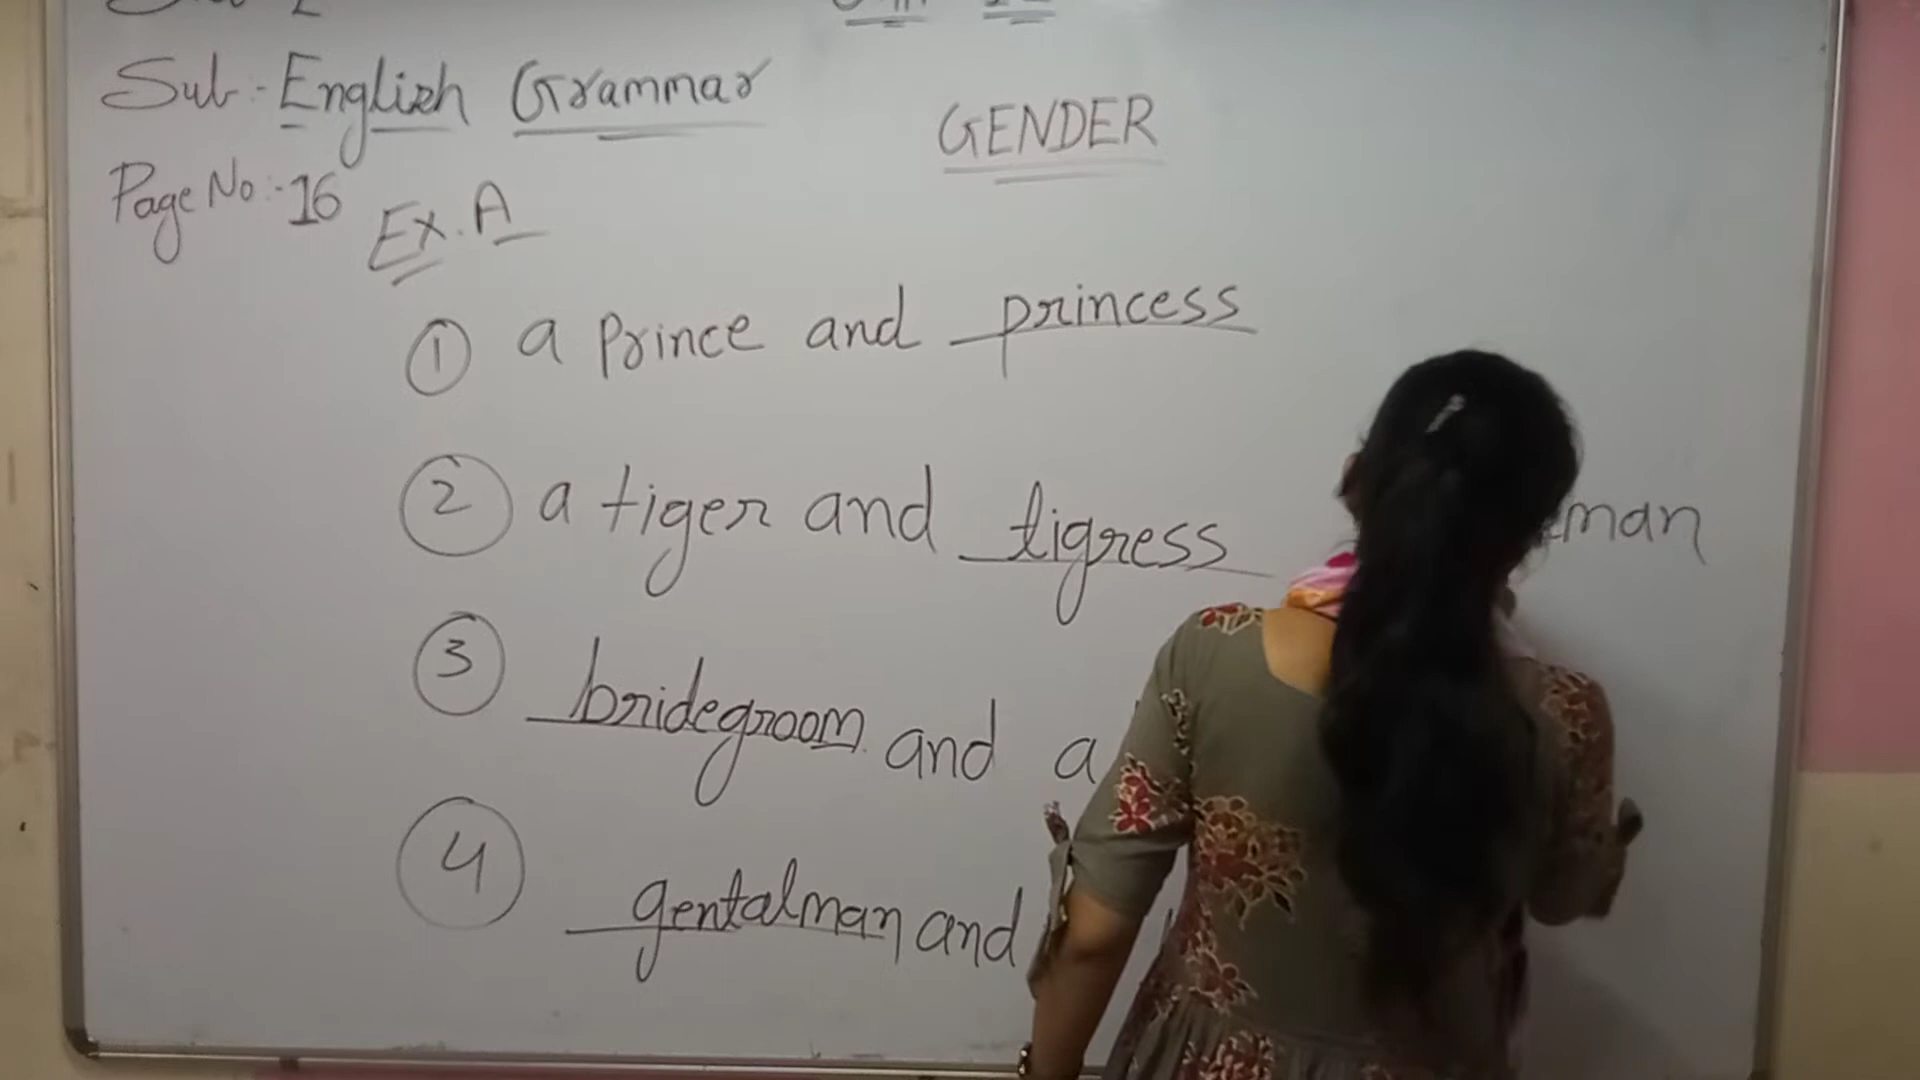 Sub:- English Grammar
GENDER
Page No:- 16
Ex. A
① a Prince and princess
② a tiger and tigress
man
③ bridegroom and a
④ gentalman and